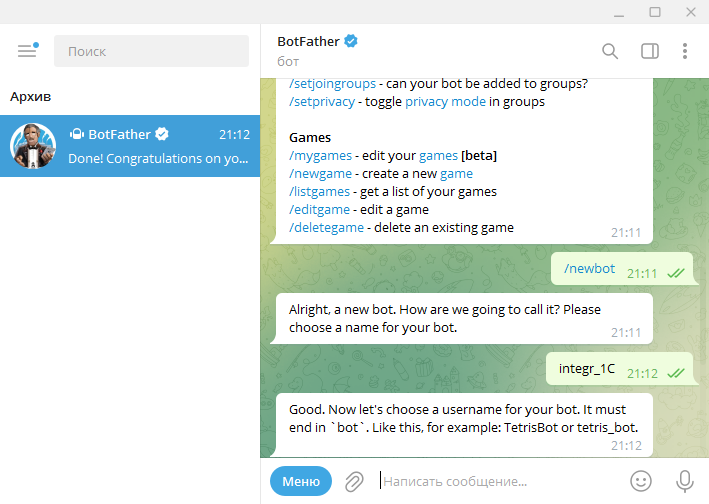 Поиск
Архив
BotFather 21:12
Done! Congratulations on yo...
BotFather
бот
/setjoingroups - can your bot be added to groups?
/setprivacy - toggle privacy mode in groups
Games
/mygames - edit your games [beta]
/newgame - create a new game
/listgames - get a list of your games
/editgame - edit a game
/deletegame - delete an existing game
21:11
/newbot 21:11
Alright, a new bot. How are we going to call it? Please
choose a name for your bot.
21:11
integr_1C 21:12
Good. Now let's choose a username for your bot. It must
end in `bot`. Like this, for example: TetrisBot or tetris_bot.
21:12
Меню
Написать сообщение...